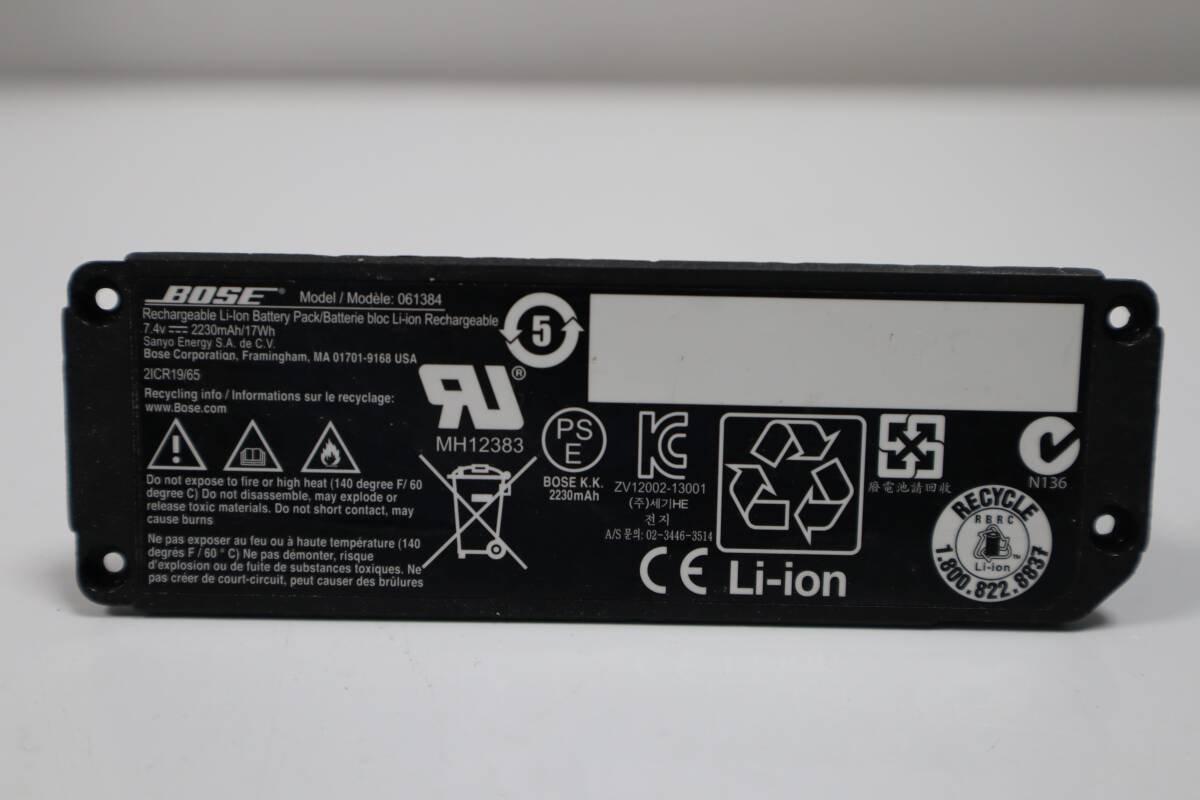 BOSE® Model / Modèle: 061384
Rechargeable Li-Ion Battery Pack/Batterie bloc Li-ion Rechargeable
7.4v 2230mAh/17Wh
Sanyo Energy S.A. de C.V.
Bose Corporation, Framingham, MA 01701-9168 USA
2ICR19/65
Recycling info / Informations sur le recyclage:
www.Bose.com
Do not expose to fire or high heat (140 degree F/ 60
degree C) Do not disassemble, may explode or
release toxic materials. Do not short contact, may
cause burns
Ne pas exposer au feu ou à haute température (140
degrés F / 60 ° C) Ne pas démonter, risque
d'explosion ou de fuite de substances toxiques. Ne
pas créer de court-circuit, peut causer des brûlures
5
RU®
MH12383
PS
E
BOSE K.K.
2230mAh
KC
ZV12002-13001
(주)세기HE
전지
A/S 문의: 02-3446-3514
CE Li-ion
廢電池請回收
N136
RECYCLE
RBRC
Li-ion
TM
1.800.822.8837